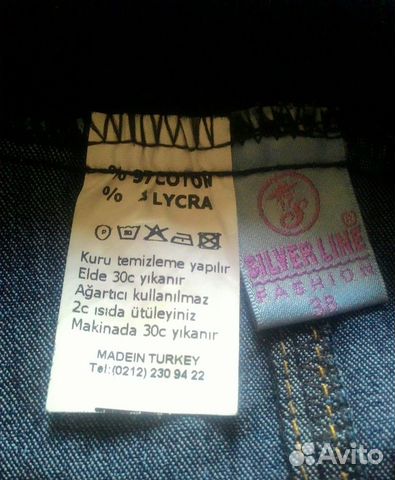 % 97 COTON
% 3 LYCRA
P
Kuru temizleme yapılır
Elde 30c yıkanır
Ağartıcı kullanılmaz
2c ısıda ütüleyiniz
Makinada 30c yıkanır
MADEIN TURKEY
Tel:(0212) 230 94 22
SILVER LINE ®
FASHION
38
Avito